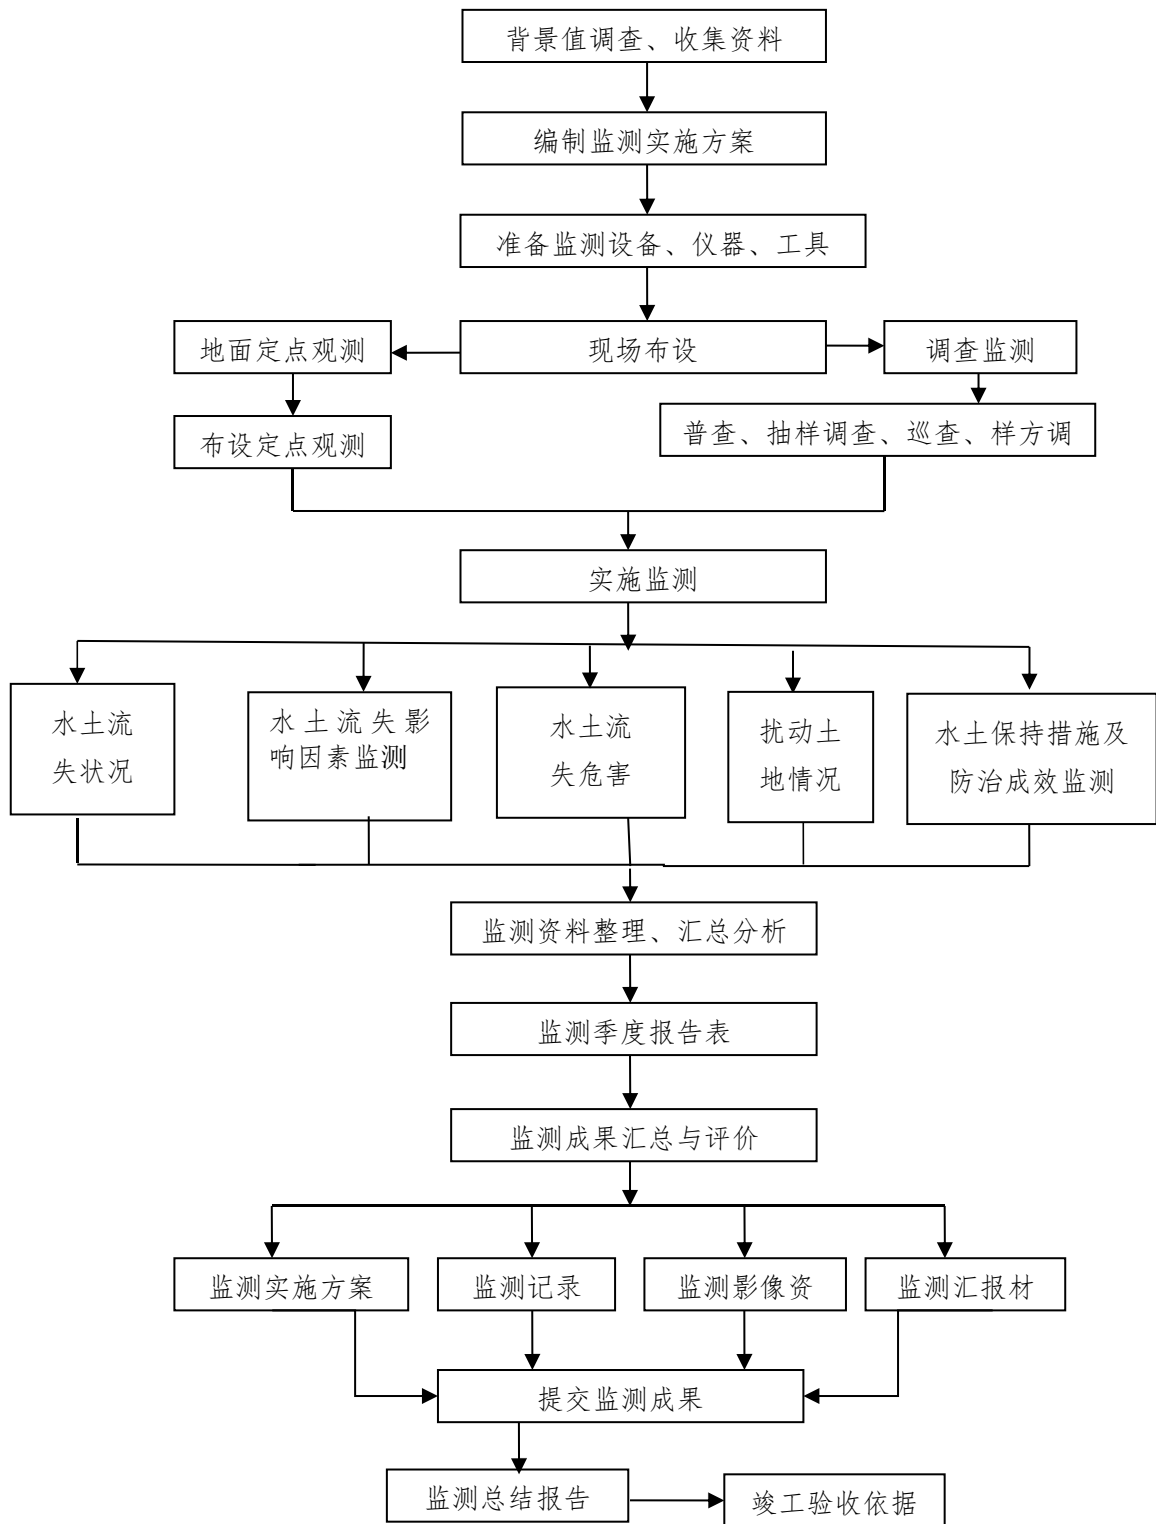 背景值调查、收集资料
编制监测实施方案
准备监测设备、仪器、工具
地面定点观测
现场布设
调查监测
布设定点观测
普查、抽样调查、巡查、样方调
实施监测
水土流
失状况
水土流失影
响因素监测
水土流
失危害
扰动土
地情况
水土保持措施及
防治成效监测
监测资料整理、汇总分析
监测季度报告表
监测成果汇总与评价
监测实施方案
监测记录
监测影像资
监测汇报材
提交监测成果
监测总结报告
竣工验收依据